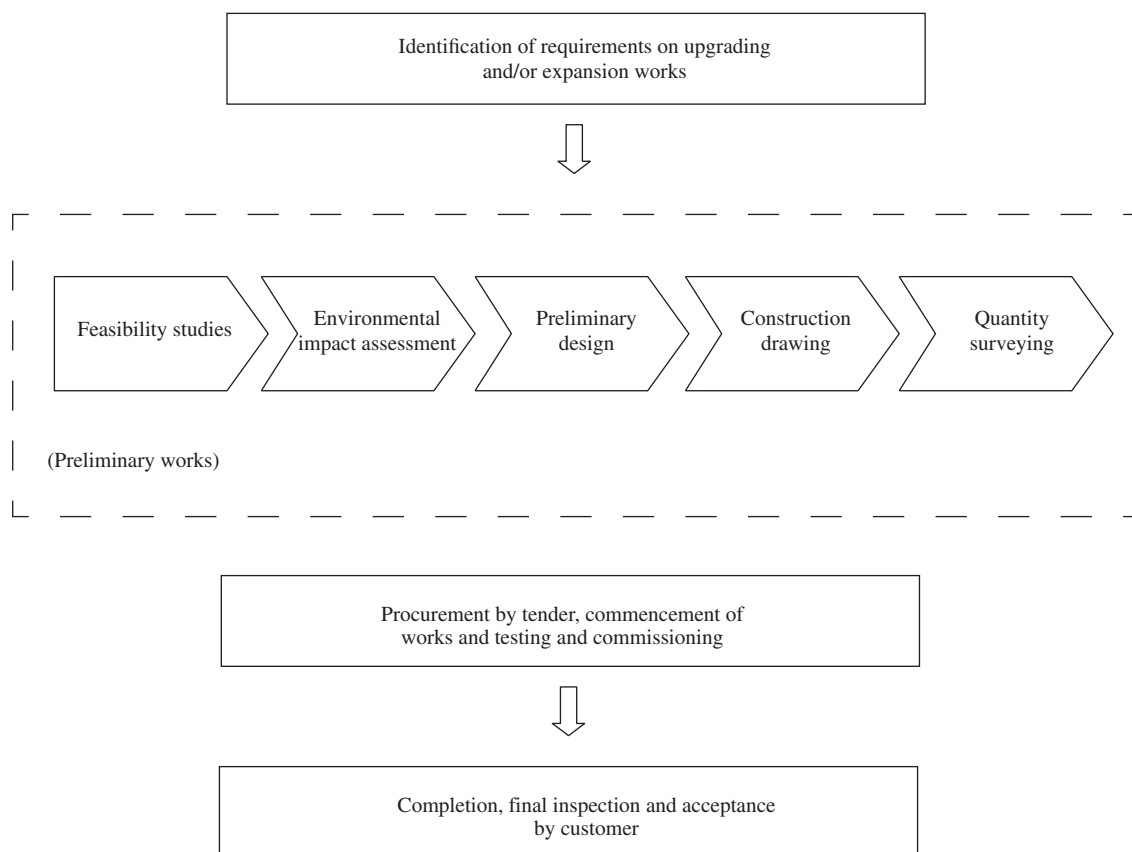 Identification of requirements on upgrading
and/or expansion works
Feasibility studies
Environmental
impact assessment
Preliminary
design
Construction
drawing
Quantity
surveying
(Preliminary works)
Procurement by tender, commencement of
works and testing and commissioning
Completion, final inspection and acceptance
by customer